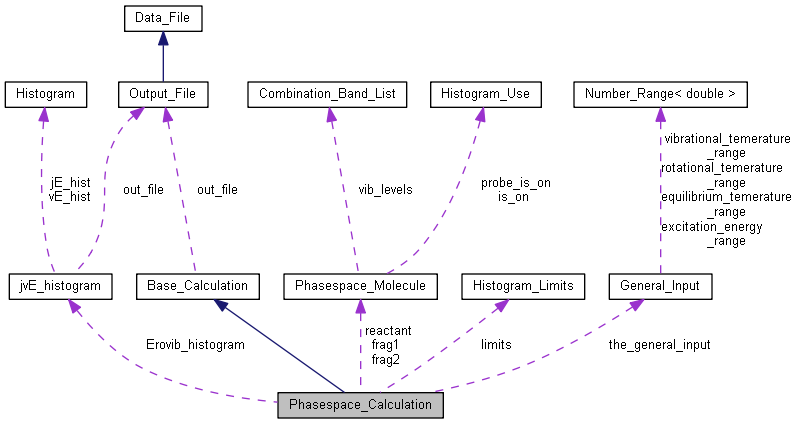 Data_File
Histogram
Output_File
Combination_Band_List
Histogram_Use
Number_Range< double >
jE_hist
vE_hist
out_file
out_file
vib_levels
probe_is_on
is_on
vibrational_temerature
_range
rotational_temerature
_range
equilibrium_temerature
_range
excitation_energy
_range
jvE_histogram
Base_Calculation
Phasespace_Molecule
Histogram_Limits
General_Input
Erovib_histogram
reactant
frag1
frag2
limits
the_general_input
Phasespace_Calculation